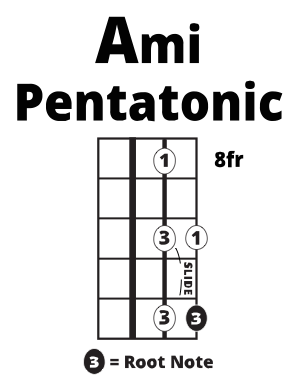 Ami
Pentatonic
1 8fr
3 1
SLIDE
3 3
3 = Root Note